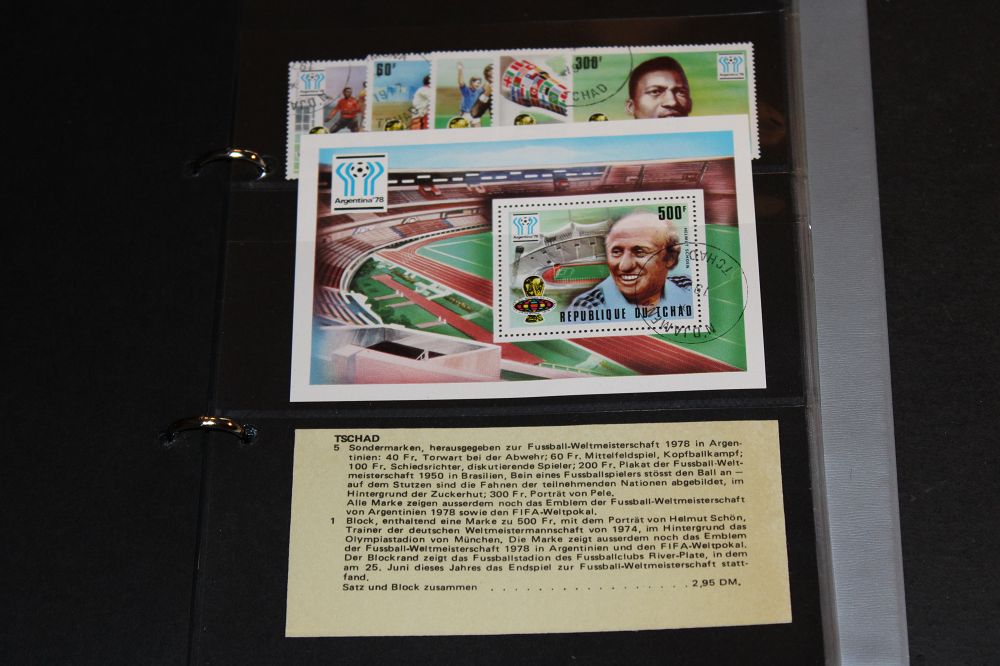 60F
300F
1977
TCHAD
Argentina '78
500F
Argentina '78
HELMUT SCHOEN
REPUBLIQUE DU TCHAD
TCHAD
N'DJAMENA
TSCHAD
5 Sondermarken, herausgegeben zur Fussball-Weltmeisterschaft 1978 in Argen-
tinien: 40 Fr. Torwart bei der Abwehr; 60 Fr. Mittelfeldspiel, Kopfballkampf;
100 Fr. Schiedsrichter, diskutierende Spieler; 200 Fr. Plakat der Fussball-Welt-
meisterschaft 1950 in Brasilien, Bein eines Fussballspielers stösst den Ball an —
auf dem Stutzen sind die Fahnen der teilnehmenden Nationen abgebildet, im
Hintergrund der Zuckerhut; 300 Fr. Porträt von Pele.
Alle Marke zeigen ausserdem noch das Emblem der Fussball-Weltmeisterschaft
von Argentinien 1978 sowie den FIFA-Weltpokal.
1 Block, enthaltend eine Marke zu 500 Fr. mit dem Porträt von Helmut Schön,
Trainer der deutschen Weltmeistermannschaft von 1974, im Hintergrund das
Olympiastadion von München. Die Marke zeigt ausserdem noch das Emblem
der Fussball-Weltmeisterschaft 1978 in Argentinien und den FIFA-Weltpokal.
Der Blockrand zeigt das Fussballstadion des Fussballclubs River-Plate, in dem
am 25. Juni dieses Jahres das Endspiel zur Fussball-Weltmeisterschaft statt-
fand.
Satz und Block zusammen . . . . . . . . . . . . . . . . 2,95 DM.